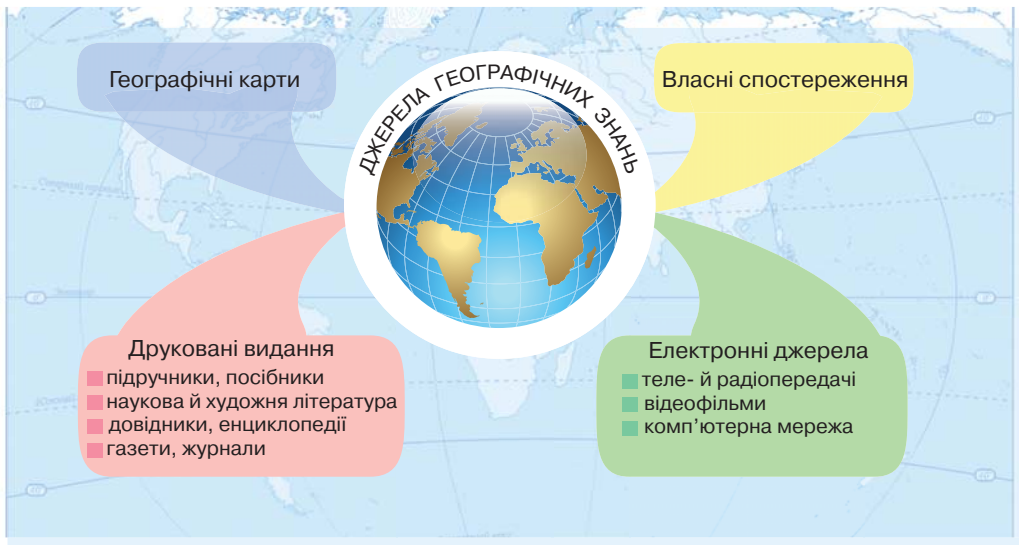 ДЖЕРЕЛА ГЕОГРАФІЧНИХ ЗНАНЬ
Географічні карти
Власні спостереження
Друковані видання
підручники, посібники
наукова й художня література
довідники, енциклопедії
газети, журнали
Електронні джерела
теле- й радіопередачі
відеофільми
комп’ютерна мережа